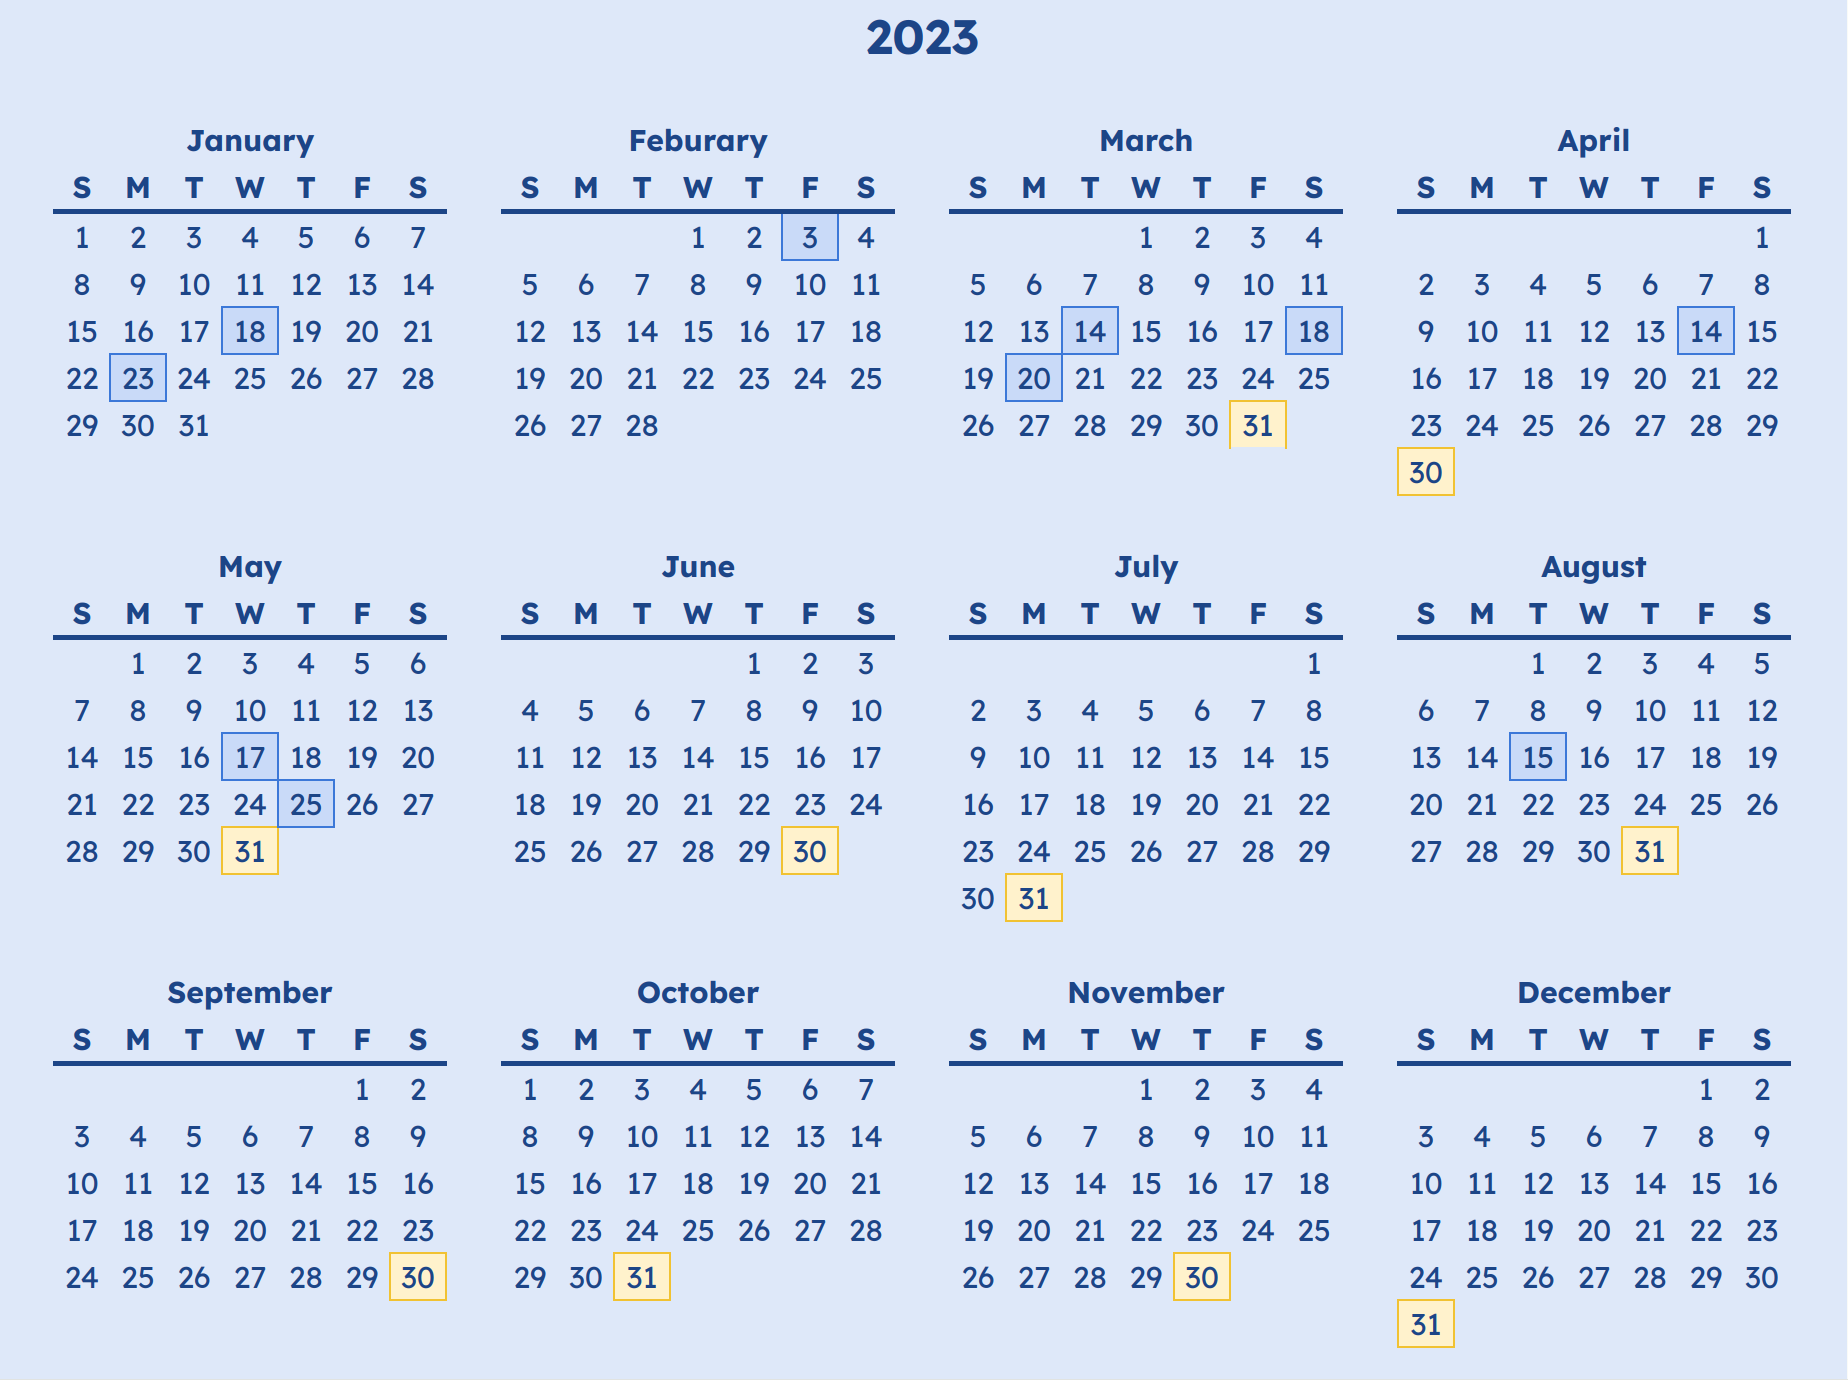 2023
January
S M T W T F S
1 2 3 4 5 6 7
8 9 10 11 12 13 14
15 16 17 18 19 20 21
22 23 24 25 26 27 28
29 30 31
Feburary
S M T W T F S
1 2 3 4
5 6 7 8 9 10 11
12 13 14 15 16 17 18
19 20 21 22 23 24 25
26 27 28
March
S M T W T F S
1 2 3 4
5 6 7 8 9 10 11
12 13 14 15 16 17 18
19 20 21 22 23 24 25
26 27 28 29 30 31
April
S M T W T F S
1
2 3 4 5 6 7 8
9 10 11 12 13 14 15
16 17 18 19 20 21 22
23 24 25 26 27 28 29
30
May
S M T W T F S
1 2 3 4 5 6
7 8 9 10 11 12 13
14 15 16 17 18 19 20
21 22 23 24 25 26 27
28 29 30 31
June
S M T W T F S
1 2 3
4 5 6 7 8 9 10
11 12 13 14 15 16 17
18 19 20 21 22 23 24
25 26 27 28 29 30
July
S M T W T F S
1
2 3 4 5 6 7 8
9 10 11 12 13 14 15
16 17 18 19 20 21 22
23 24 25 26 27 28 29
30 31
August
S M T W T F S
1 2 3 4 5
6 7 8 9 10 11 12
13 14 15 16 17 18 19
20 21 22 23 24 25 26
27 28 29 30 31
September
S M T W T F S
1 2
3 4 5 6 7 8 9
10 11 12 13 14 15 16
17 18 19 20 21 22 23
24 25 26 27 28 29 30
October
S M T W T F S
1 2 3 4 5 6 7
8 9 10 11 12 13 14
15 16 17 18 19 20 21
22 23 24 25 26 27 28
29 30 31
November
S M T W T F S
1 2 3 4
5 6 7 8 9 10 11
12 13 14 15 16 17 18
19 20 21 22 23 24 25
26 27 28 29 30
December
S M T W T F S
1 2
3 4 5 6 7 8 9
10 11 12 13 14 15 16
17 18 19 20 21 22 23
24 25 26 27 28 29 30
31